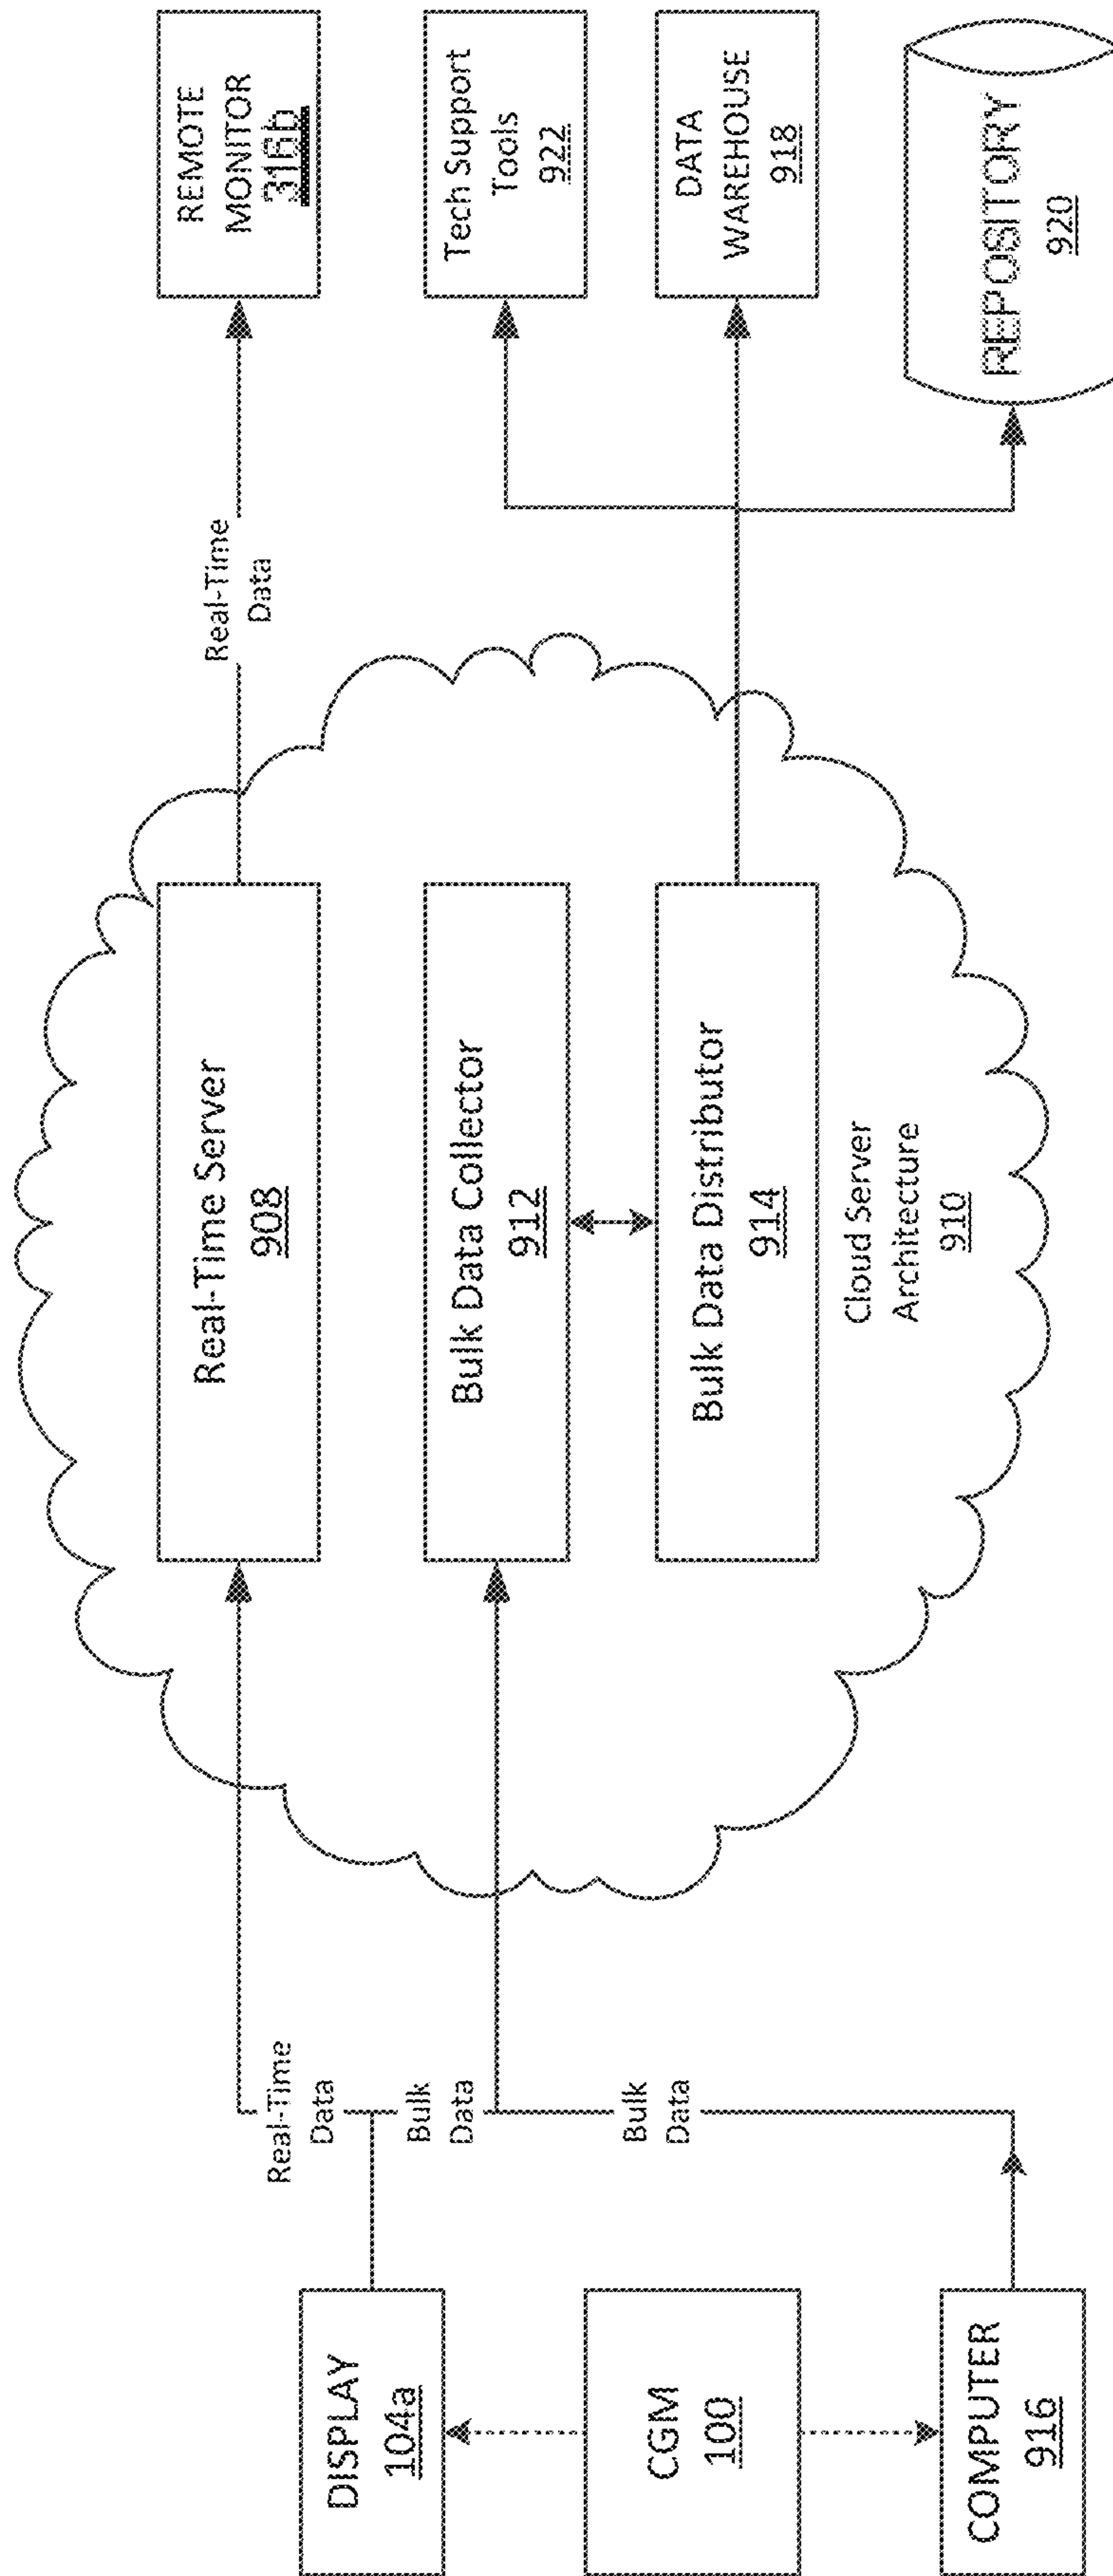 DISPLAY
104a
CGM
100
COMPUTER
916
Real-Time
Data
Bulk
Data
Bulk
Data
Real-Time Server
908
Bulk Data Collector
912
Bulk Data Distributor
914
Cloud Server
Architecture
910
Real-Time
Data
REMOTE
MONITOR
316b
Tech Support
Tools
922
DATA
WAREHOUSE
918
REPOSITORY
920